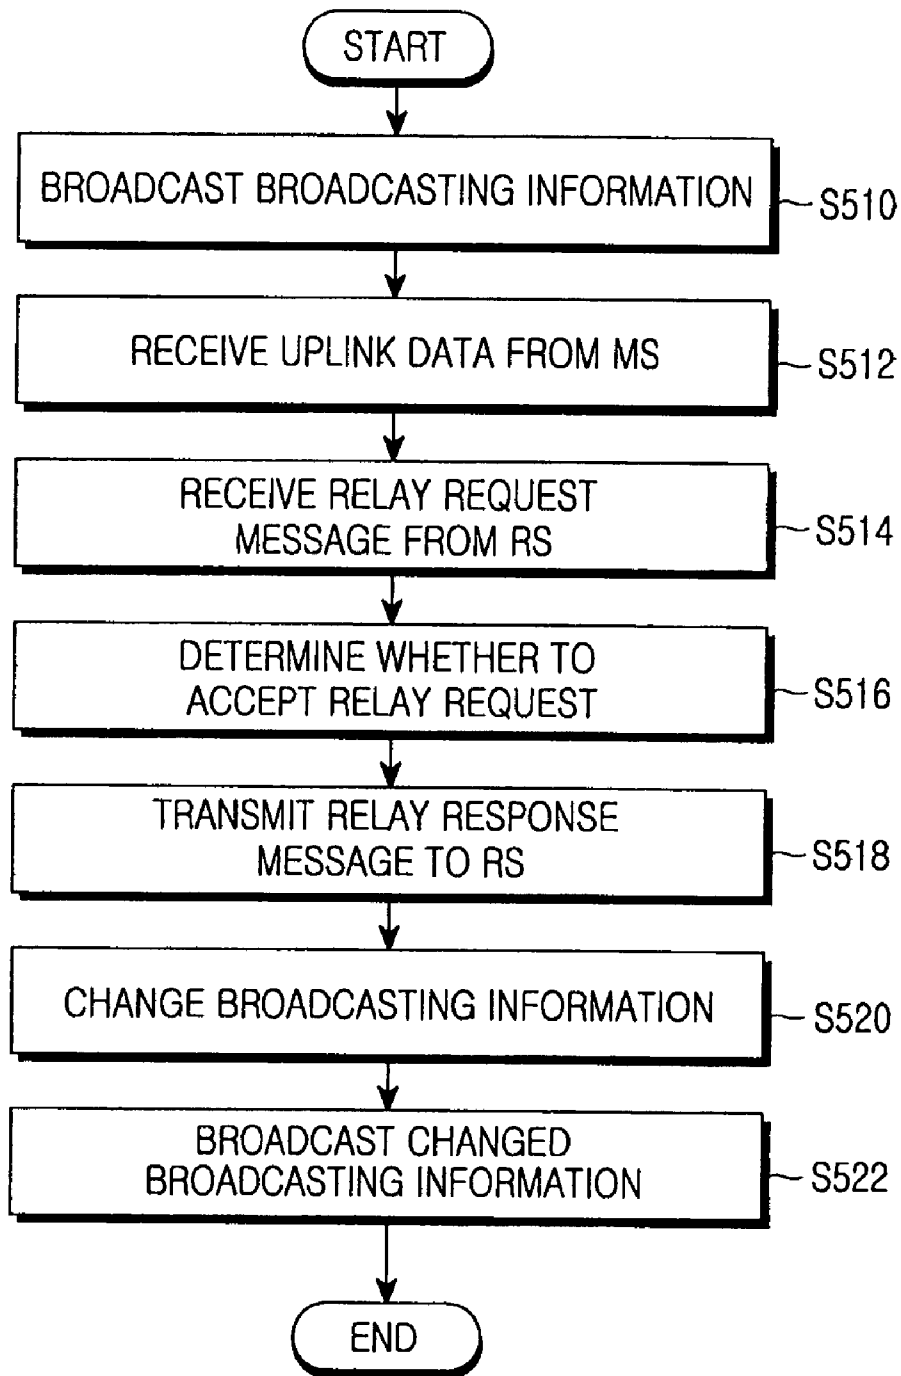 START
BROADCAST BROADCASTING INFORMATION
S510
RECEIVE UPLINK DATA FROM MS
S512
RECEIVE RELAY REQUEST
MESSAGE FROM RS
S514
DETERMINE WHETHER TO
ACCEPT RELAY REQUEST
S516
TRANSMIT RELAY RESPONSE
MESSAGE TO RS
S518
CHANGE BROADCASTING INFORMATION
S520
BROADCAST CHANGED
BROADCASTING INFORMATION
S522
END